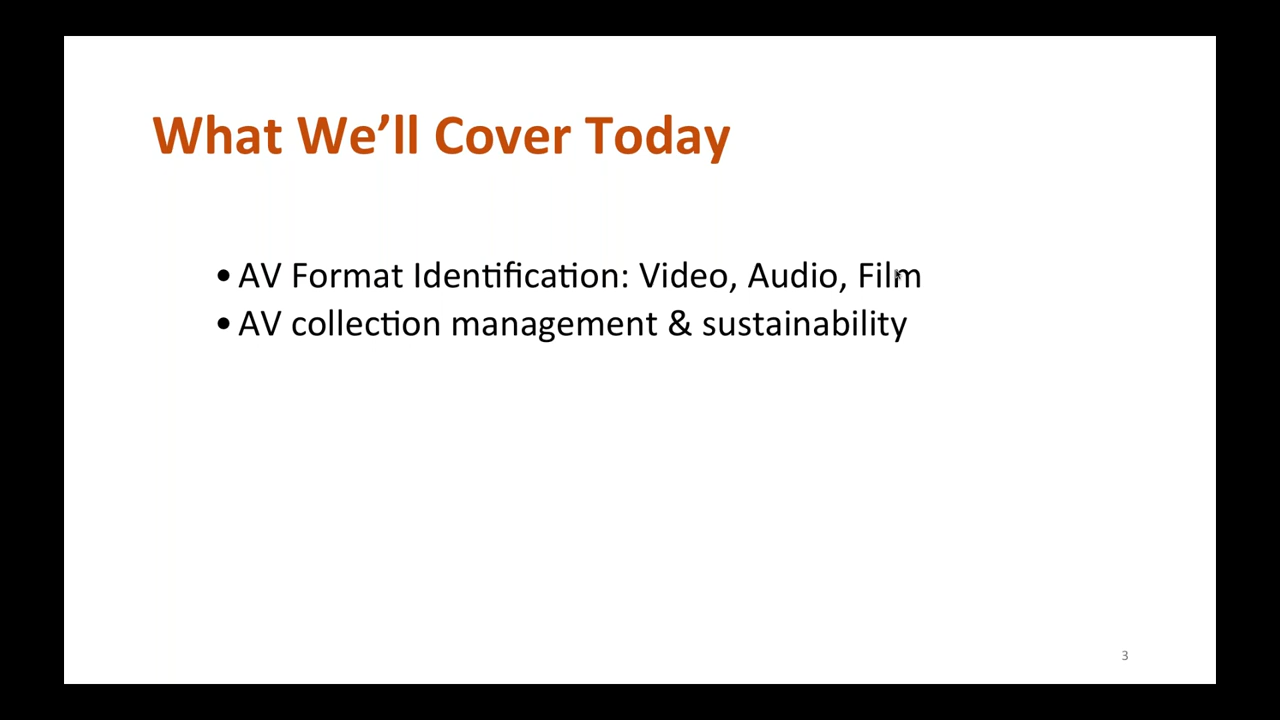 What We’ll Cover Today
•AV Format Identification: Video, Audio, Film
•AV collection management & sustainability
3